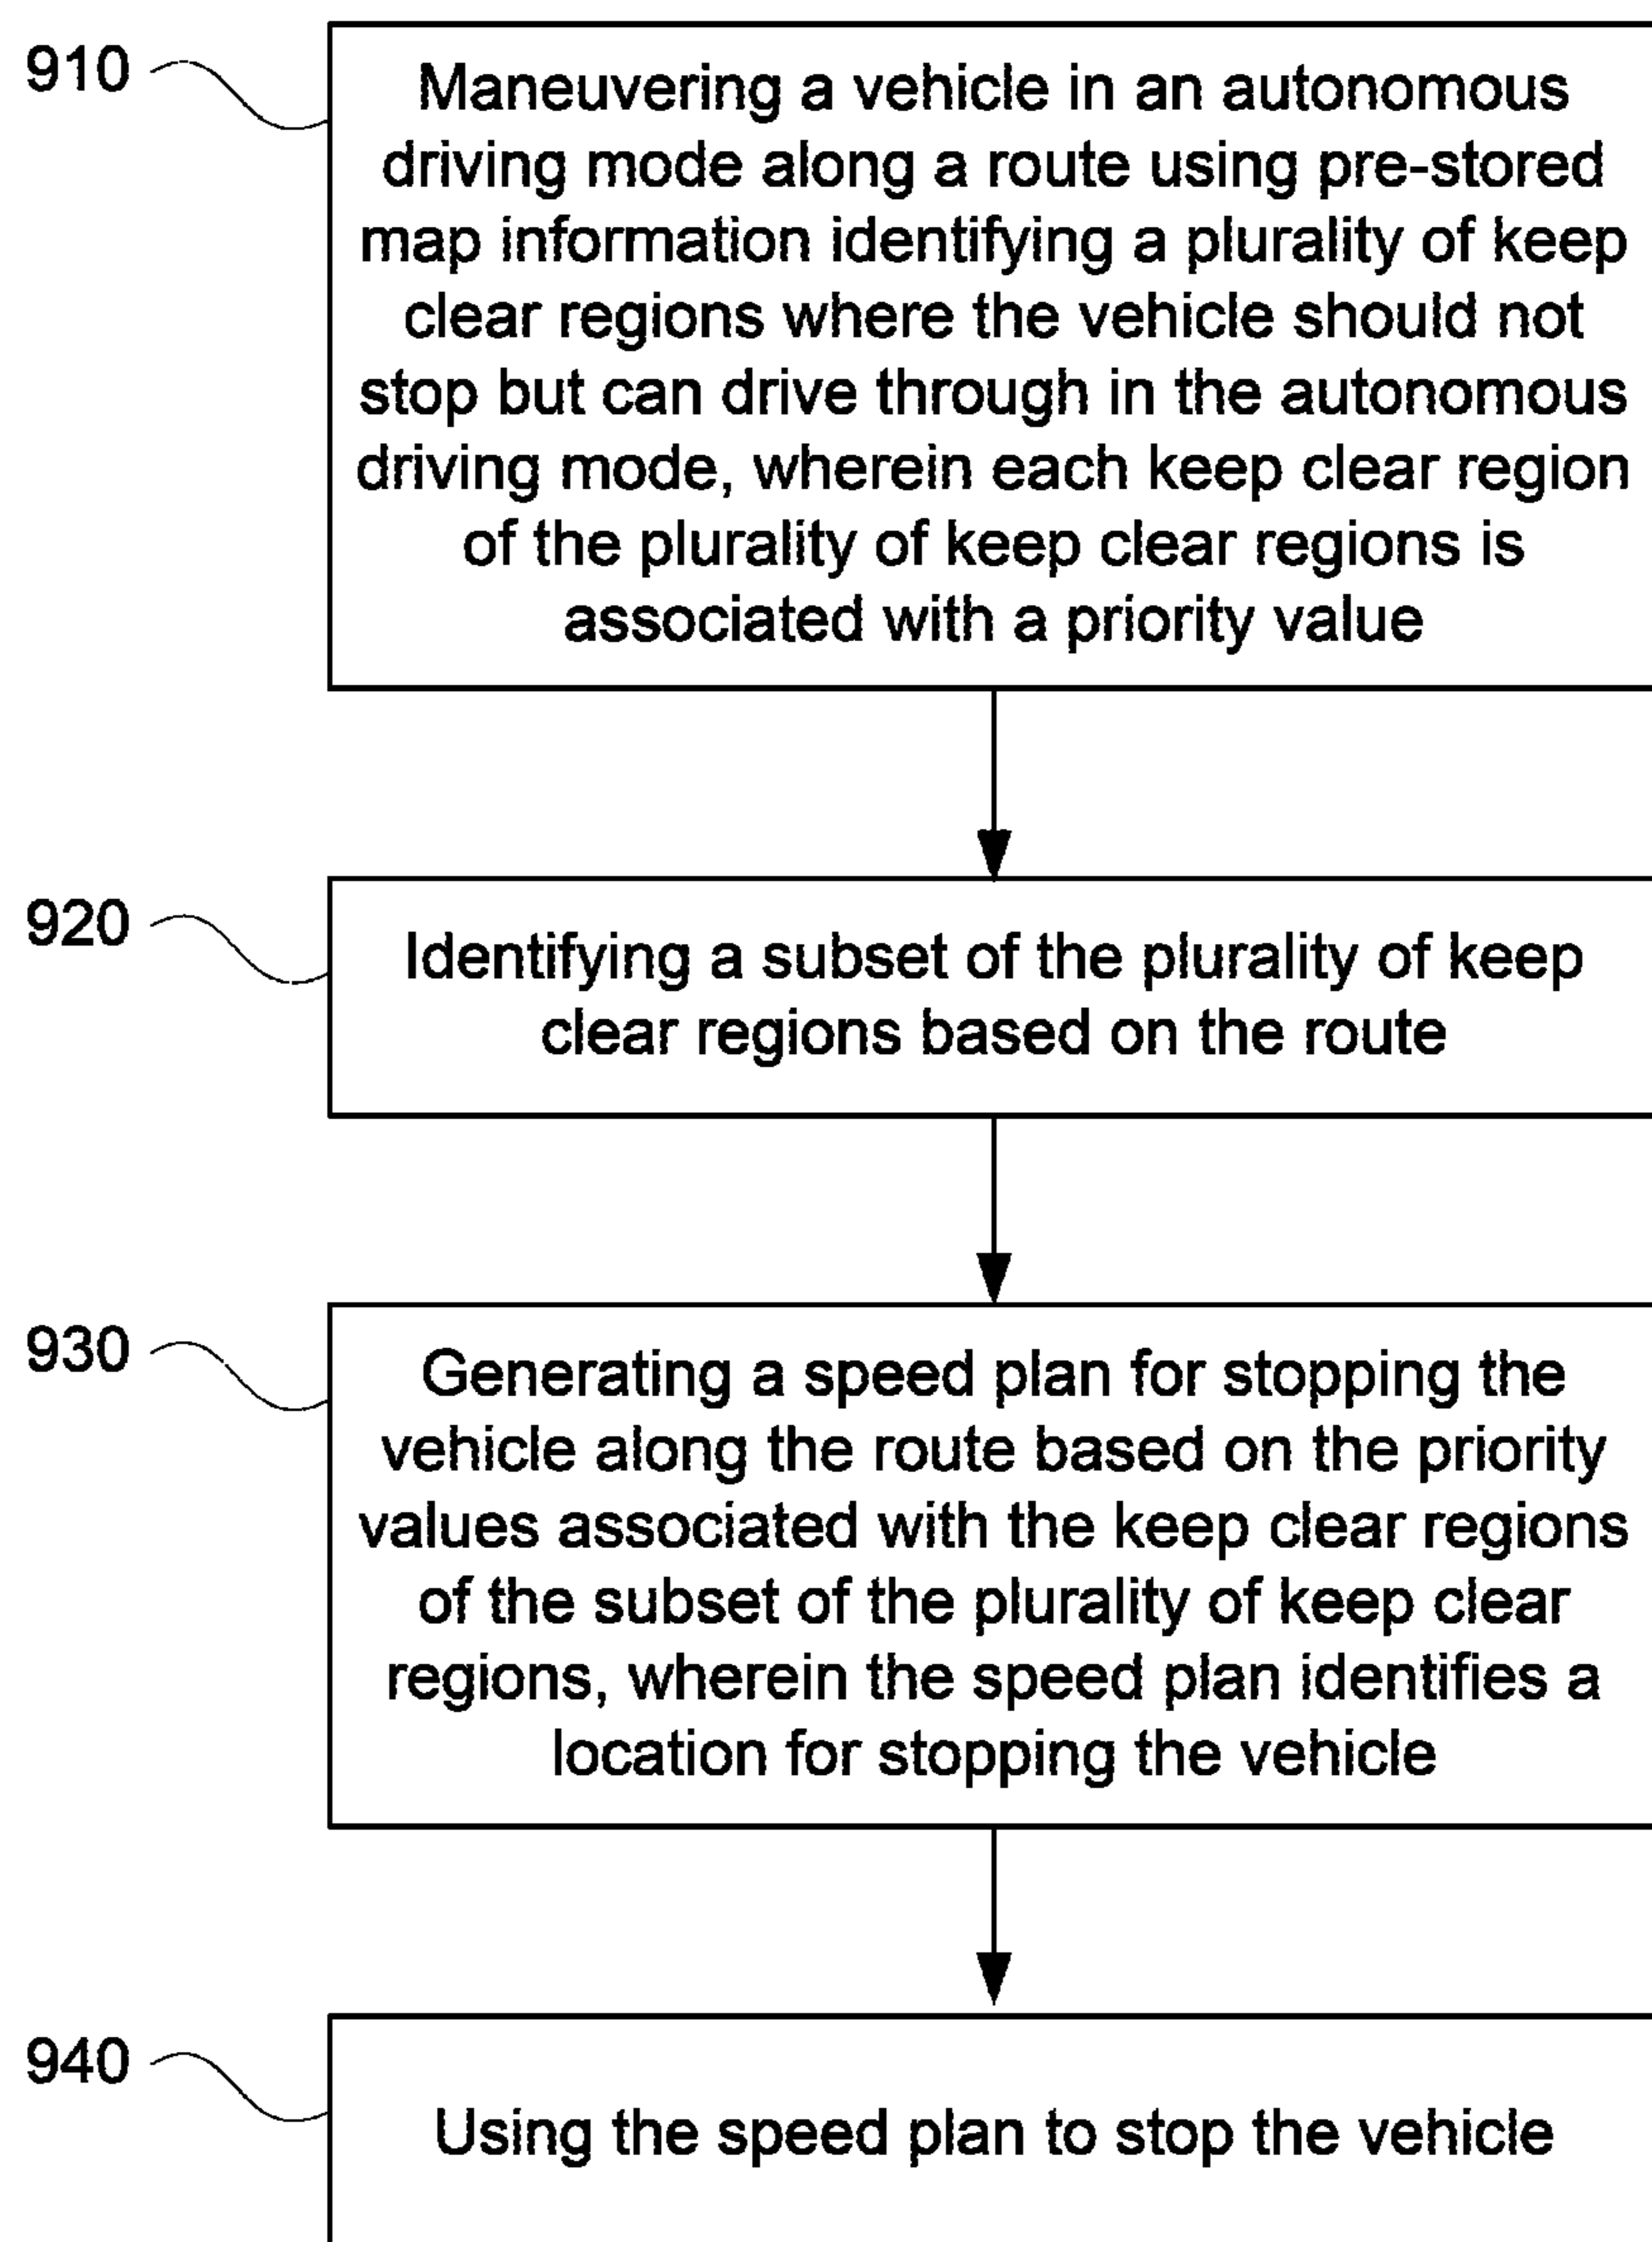 910
Maneuvering a vehicle in an autonomous
driving mode along a route using pre-stored
map information identifying a plurality of keep
clear regions where the vehicle should not
stop but can drive through in the autonomous
driving mode, wherein each keep clear region
of the plurality of keep clear regions is
associated with a priority value
920
Identifying a subset of the plurality of keep
clear regions based on the route
930
Generating a speed plan for stopping the
vehicle along the route based on the priority
values associated with the keep clear regions
of the subset of the plurality of keep clear
regions, wherein the speed plan identifies a
location for stopping the vehicle
940
Using the speed plan to stop the vehicle